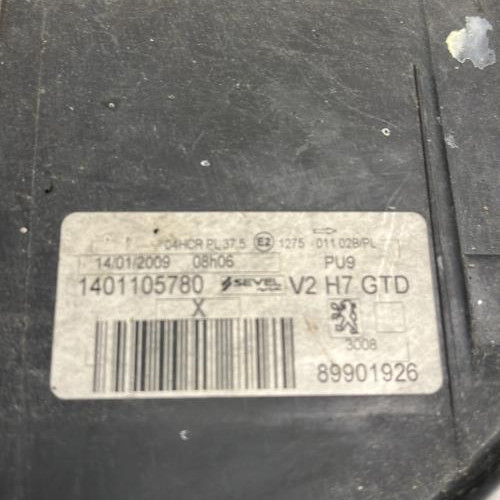 04HCR PL 37,5 E2 1275 011 02B/PL
14/01/2009 08h06 PU9
1401105780 SEVEL V2 H7 GTD
X
3008
89901926